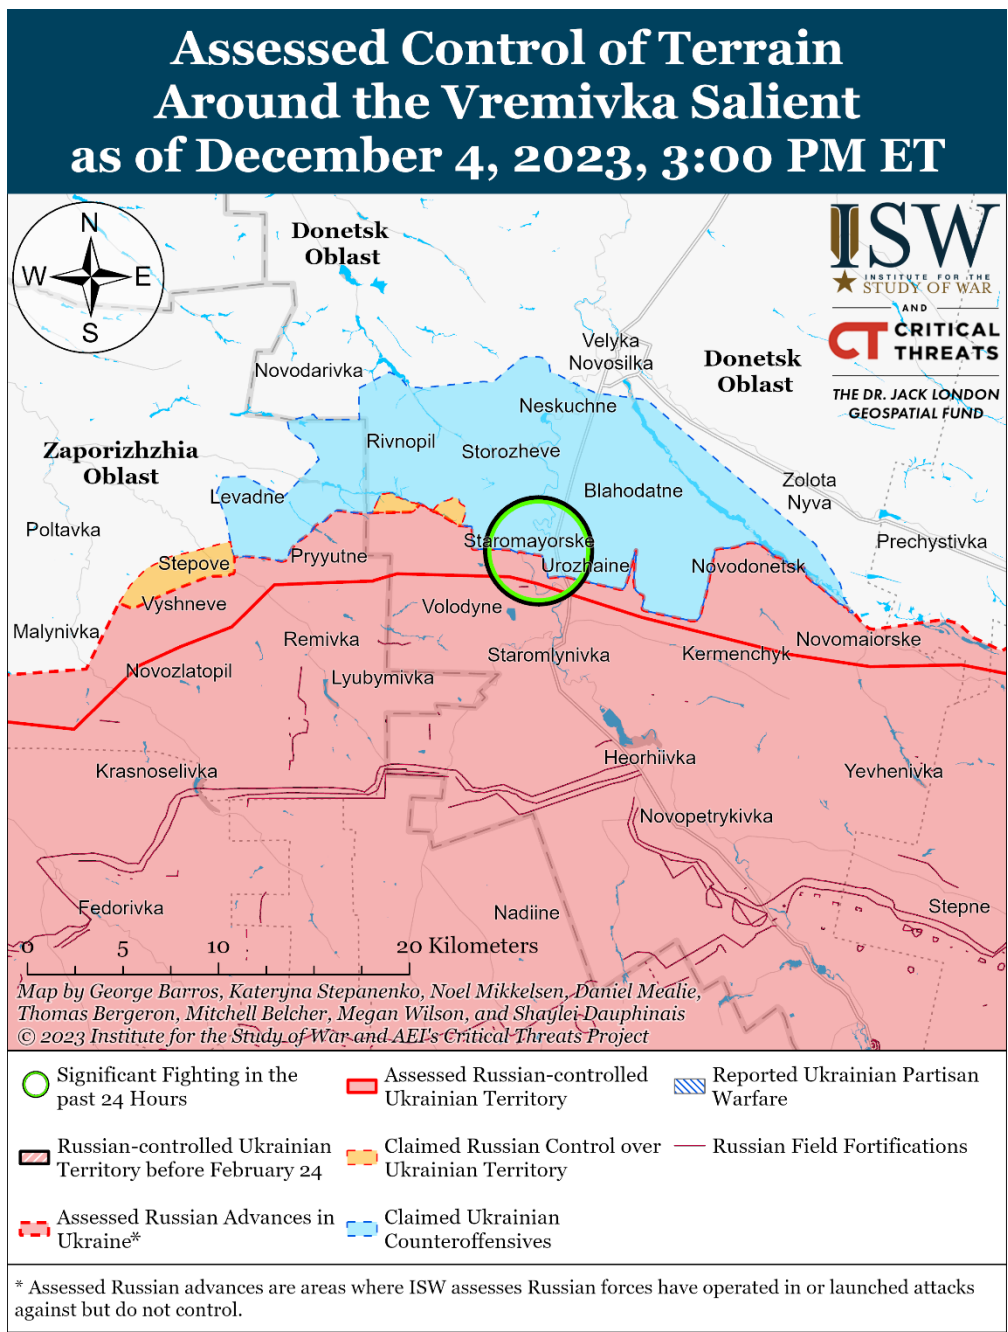 Assessed Control of Terrain
Around the Vremivka Salient
as of December 4, 2023, 3:00 PM ET
N
W
E
S
Donetsk
Oblast
ISW
INSTITUTE FOR THE
STUDY OF WAR
AND
CT CRITICAL
THREATS
THE DR. JACK LONDON
GEOSPATIAL FUND
Velyka
Novosilka
Donetsk
Oblast
Novodarivka
Neskuchne
Rivnopil
Storozheve
Zaporizhzhia
Oblast
Levadne
Blahodatne
Zolota
Nyva
Poltavka
Staromayorske
Prechystivka
Stepove
Pryyutne
Urozhaine
Novodonetsk
Vyshneve
Volodyne
Malynivka
Remivka
Novomaiorske
Staromlynivka
Kermenchyk
Novozlatopil
Lyubymivka
Heorhiivka
Krasnoselivka
Yevhenivka
Novopetrykivka
Fedorivka
Nadiine
Stepne
0 5 10 20 Kilometers
Map by George Barros, Kateryna Stepanenko, Noel Mikkelsen, Daniel Mealie,
Thomas Bergeron, Mitchell Belcher, Megan Wilson, and Shaylei Dauphinais
© 2023 Institute for the Study of War and AEI's Critical Threats Project
Significant Fighting in the
past 24 Hours
Assessed Russian-controlled
Ukrainian Territory
Reported Ukrainian Partisan
Warfare
Russian-controlled Ukrainian
Territory before February 24
Claimed Russian Control over
Ukrainian Territory
Russian Field Fortifications
Assessed Russian Advances in
Ukraine*
Claimed Ukrainian
Counteroffensives
* Assessed Russian advances are areas where ISW assesses Russian forces have operated in or launched attacks
against but do not control.